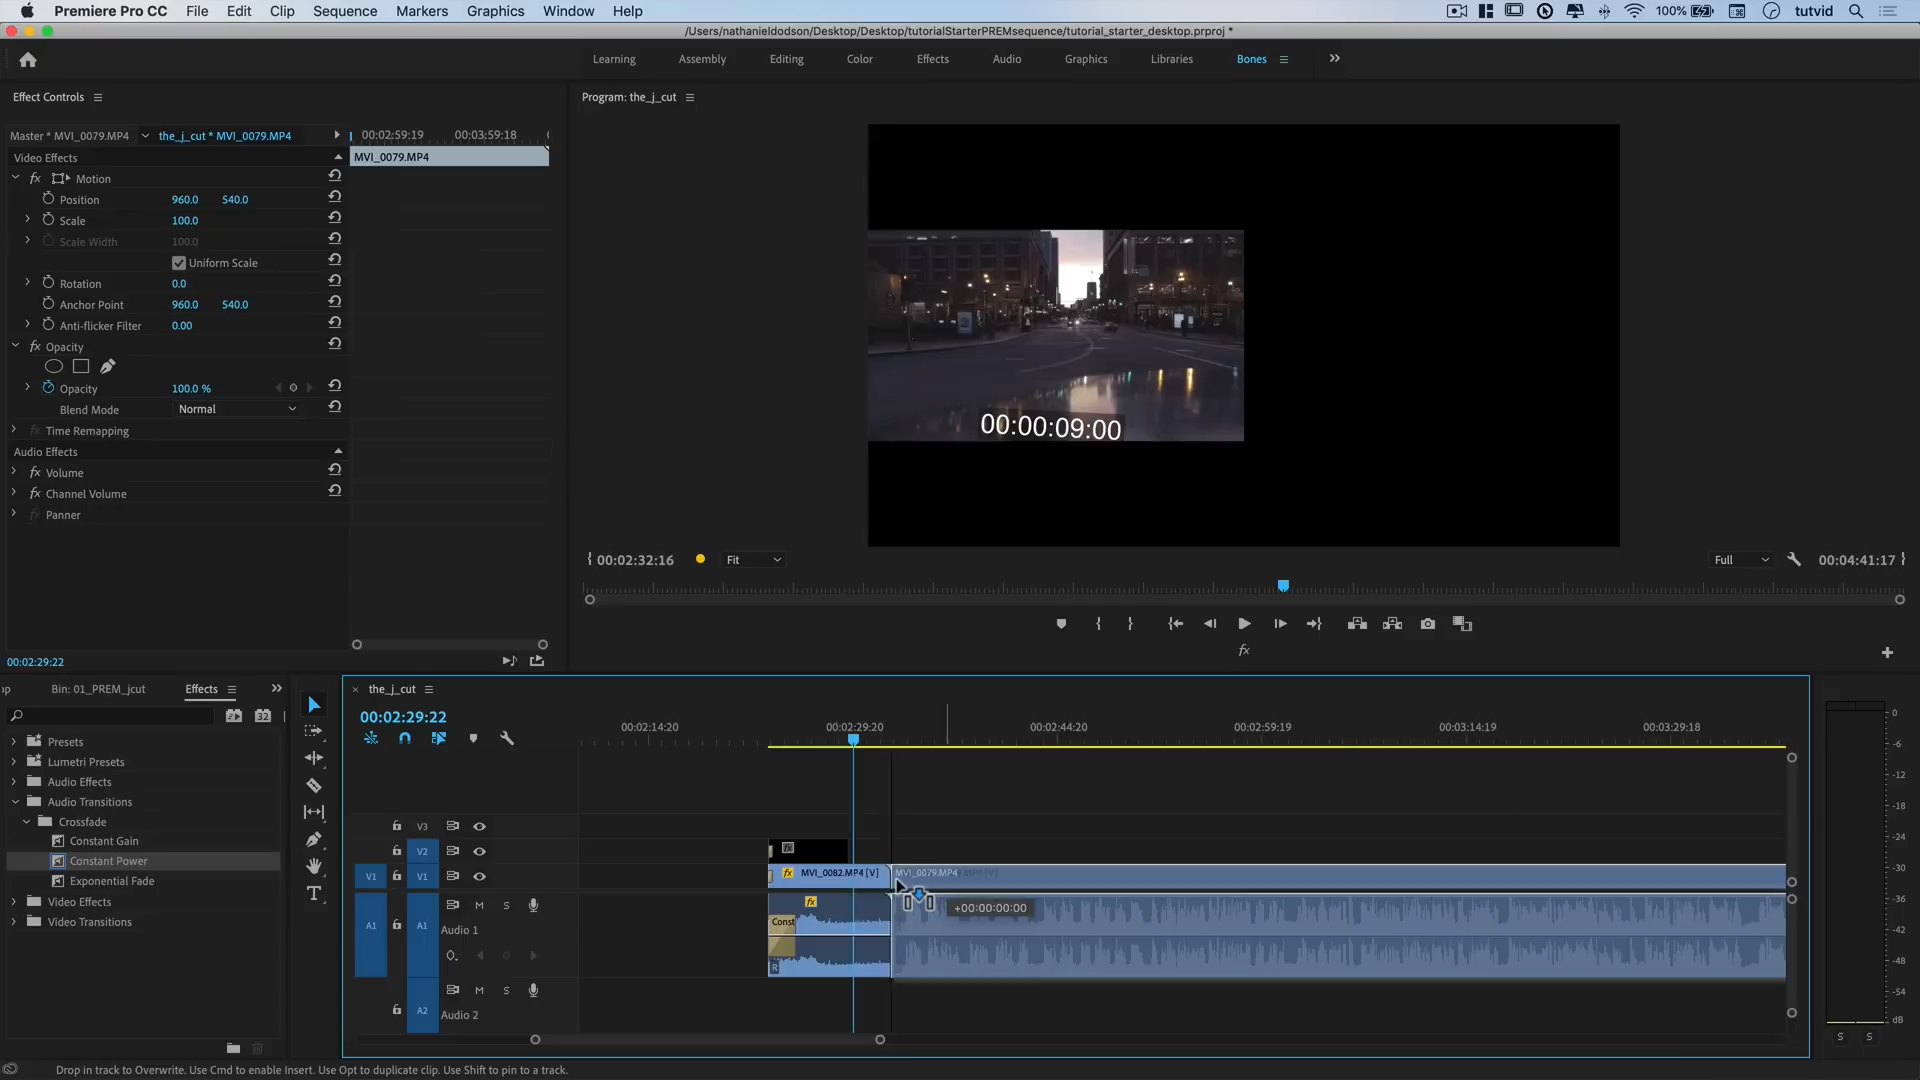 Premiere Pro CC File Edit Clip Sequence Markers Graphics Window Help 100% tutvid
/Users/nathanieldodson/Desktop/Desktop/tutorialStarterPREMsequence/tutorial_starter_desktop.prproj *
Learning Assembly Editing Color Effects Audio Graphics Libraries Bones
Effect Controls
Master * MVI_0079.MP4 the_j_cut * MVI_0079.MP4
00:02:59:19 00:03:59:18
MVI_0079.MP4
Video Effects
fx Motion
Position 960.0 540.0
Scale 100.0
Scale Width 100.0
Uniform Scale
Rotation 0.0
Anchor Point 960.0 540.0
Anti-flicker Filter 0.00
fx Opacity
Opacity 100.0 %
Blend Mode Normal
fx Time Remapping
Audio Effects
fx Volume
fx Channel Volume
fx Panner
00:02:29:22
Program: the_j_cut
00:00:09:00
00:02:32:16 Fit Full 00:04:41:17
fx
op Bin: 01_PREM_jcut Effects
32
Presets
Lumetri Presets
Audio Effects
Audio Transitions
Crossfade
Constant Gain
Constant Power
Exponential Fade
Video Effects
Video Transitions
T
the_j_cut
00:02:29:22
00:02:14:20 00:02:29:20 00:02:44:20 00:02:59:19 00:03:14:19 00:03:29:18
V3
V2 fx
V1 V1 fx MVI_0082.MP4 [V] MVI_0079.MP4
M S fx
A1 A1 Audio 1 Const
+00:00:00:00
R
M S
A2 Audio 2
0
-6
-12
-18
-24
-30
-36
-42
-48
-54
dB
S S
Drop in track to Overwrite. Use Cmd to enable Insert. Use Opt to duplicate clip. Use Shift to pin to a track.